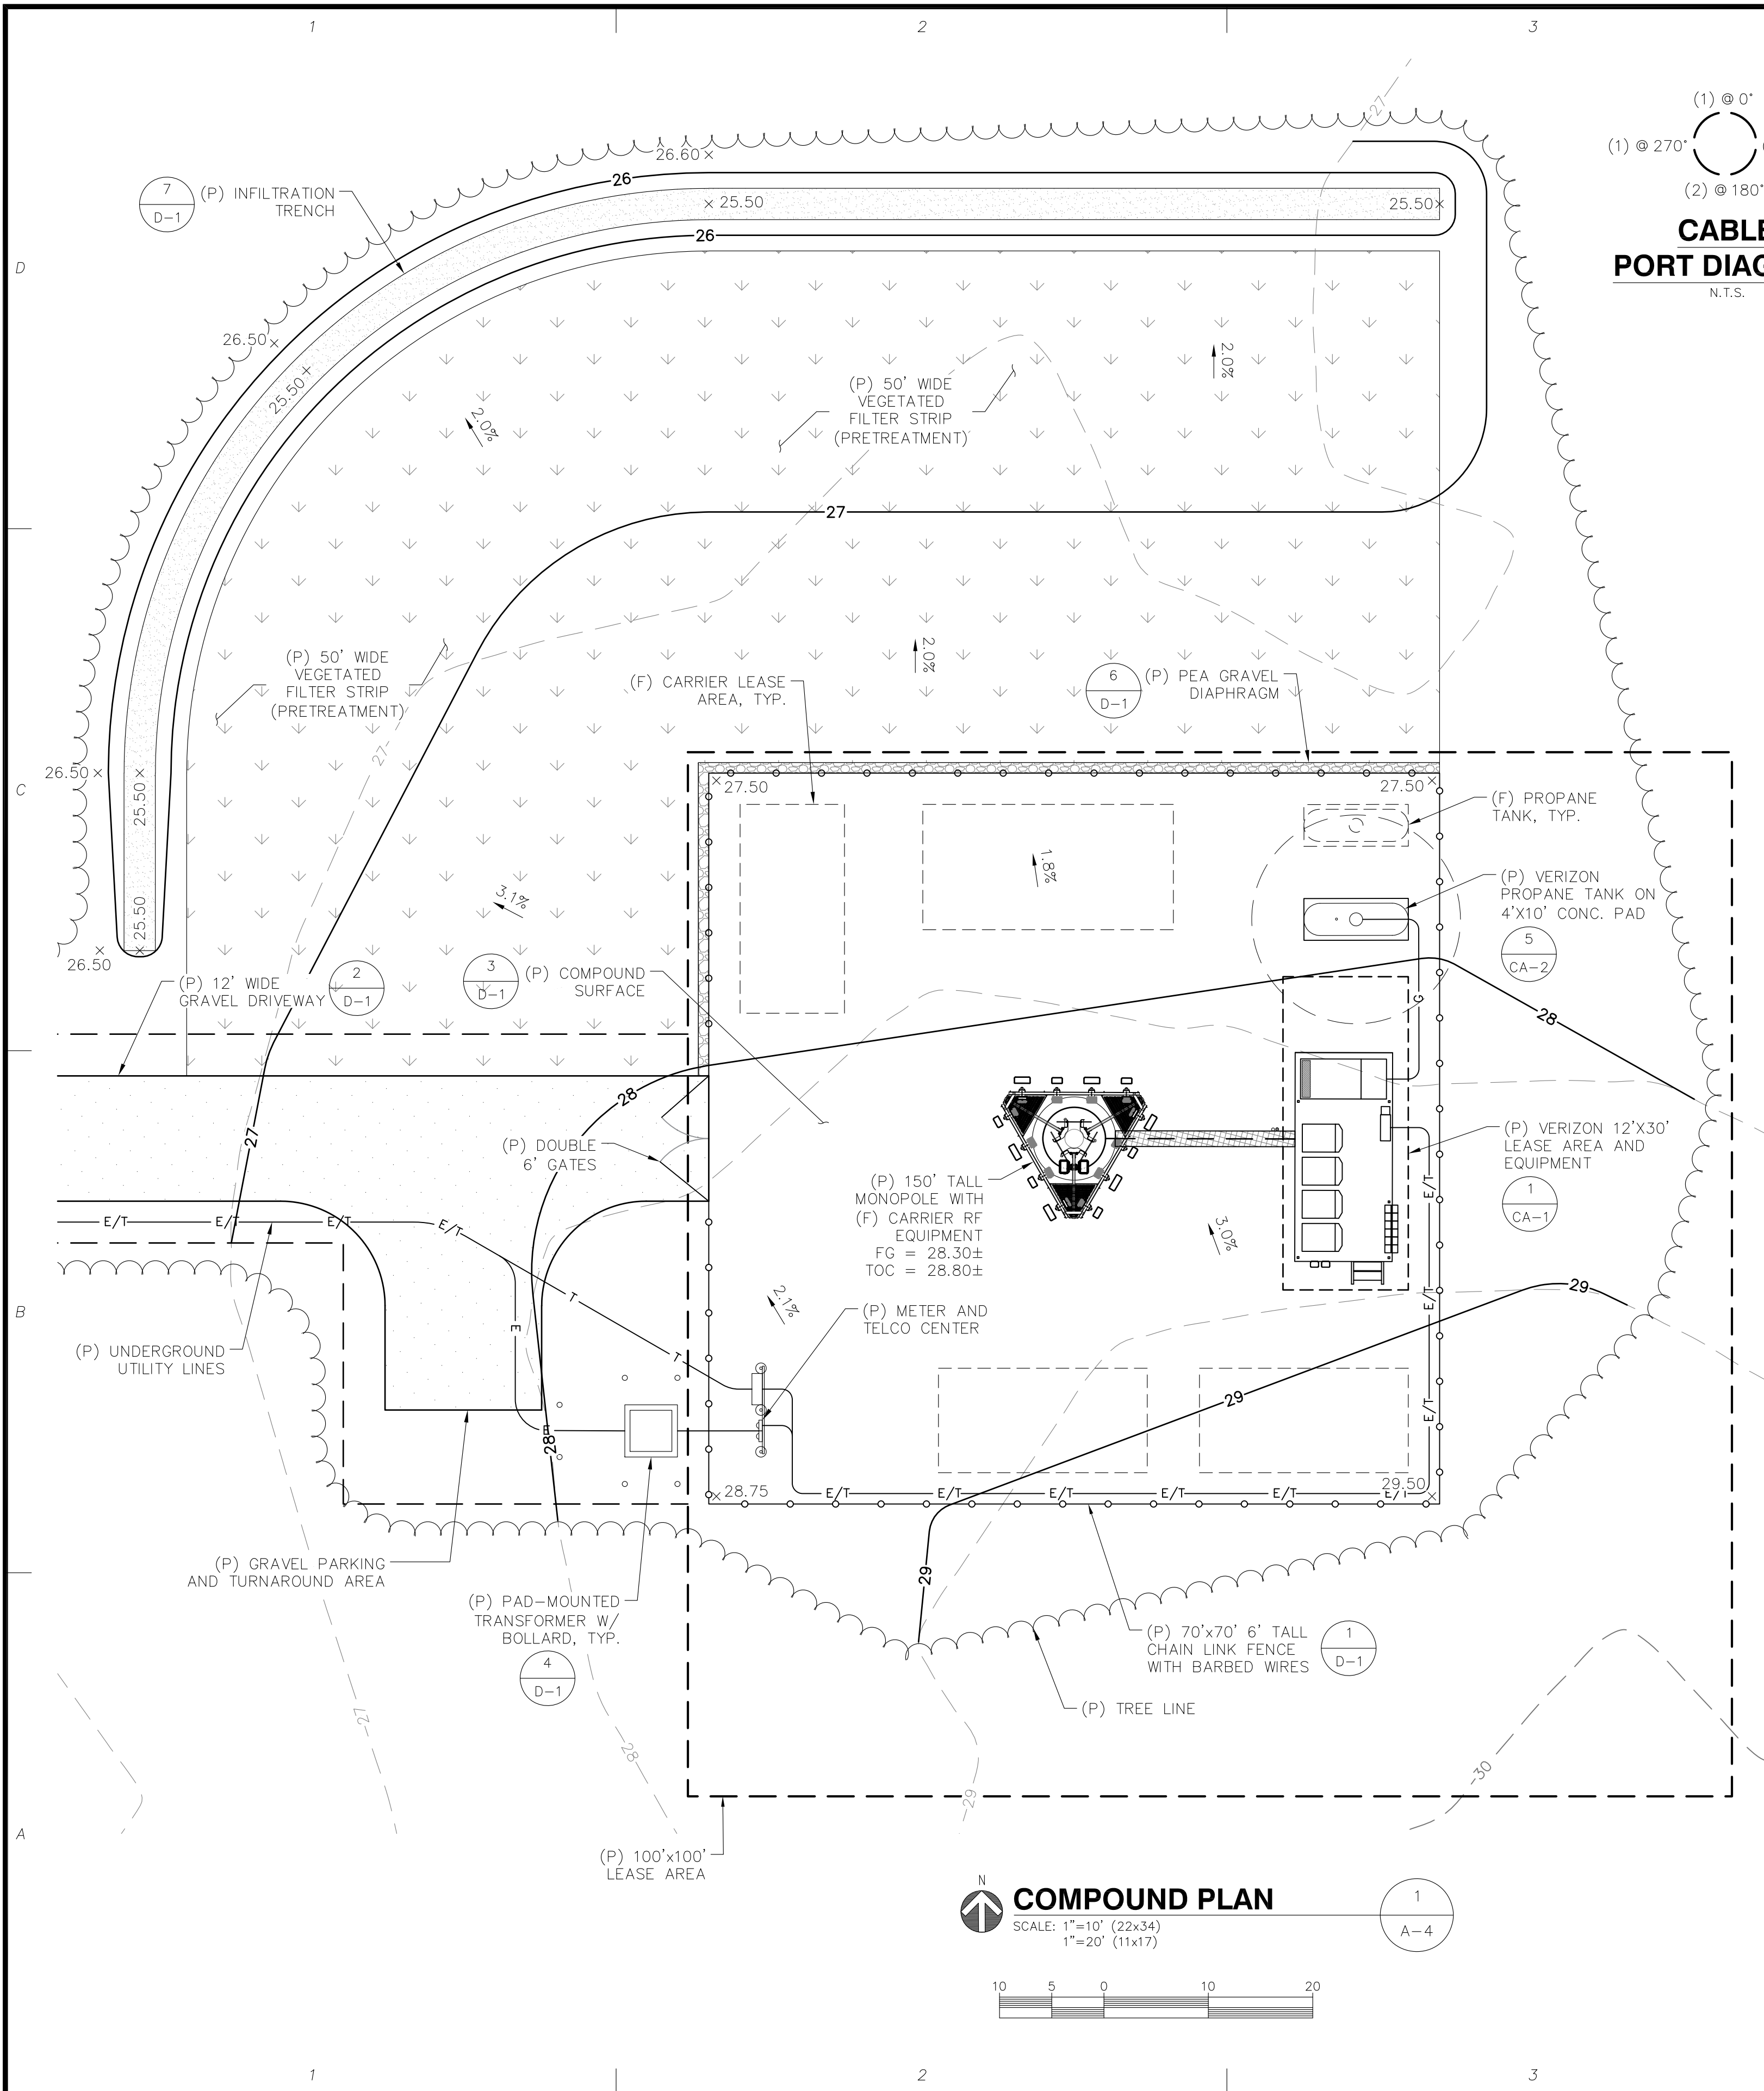 1
2
3
(1) @ 0°
(1) @ 270°
(2) @ 180°
CABLE
PORT DIAG
N.T.S.
27
26.60
26
7
D-1
(P) INFILTRATION
TRENCH
25.50
25.50
26
D
26.50
25.50
2.0%
2.0%
(P) 50' WIDE
VEGETATED
FILTER STRIP
(PRETREATMENT)
27
(P) 50' WIDE
VEGETATED
FILTER STRIP
(PRETREATMENT)
2.0%
(F) CARRIER LEASE
AREA, TYP.
6
D-1
(P) PEA GRAVEL
DIAPHRAGM
27
C
26.50
25.50
27.50
27.50
(F) PROPANE
TANK, TYP.
1.8%
(P) VERIZON
PROPANE TANK ON
4'X10' CONC. PAD
5
CA-2
3.1%
25.50
26.50
(P) 12' WIDE
GRAVEL DRIVEWAY
2
D-1
3
D-1
(P) COMPOUND
SURFACE
G
28
28
27
(P) DOUBLE
6' GATES
(P) VERIZON 12'X30'
LEASE AREA AND
EQUIPMENT
1
CA-1
(P) 150' TALL
MONOPOLE WITH
(F) CARRIER RF
EQUIPMENT
FG = 28.30±
TOC = 28.80±
E/T
E/T
E/T
E/T
E/T
3.0%
2.1%
T
E
29
E/T
B
(P) METER AND
TELCO CENTER
(P) UNDERGROUND
UTILITY LINES
T
29
E/T
E
28
28.75
E/T
E/T
E/T
E/T
E/T
29.50
E/T
(P) GRAVEL PARKING
AND TURNAROUND AREA
29
(P) PAD-MOUNTED
TRANSFORMER W/
BOLLARD, TYP.
4
D-1
(P) 70'x70' 6' TALL
CHAIN LINK FENCE
WITH BARBED WIRES
1
D-1
(P) TREE LINE
27
28
29
30
A
(P) 100'x100'
LEASE AREA
N
COMPOUND PLAN
SCALE: 1"=10' (22x34)
1"=20' (11x17)
1
A-4
10
5
0
10
20
1
2
3